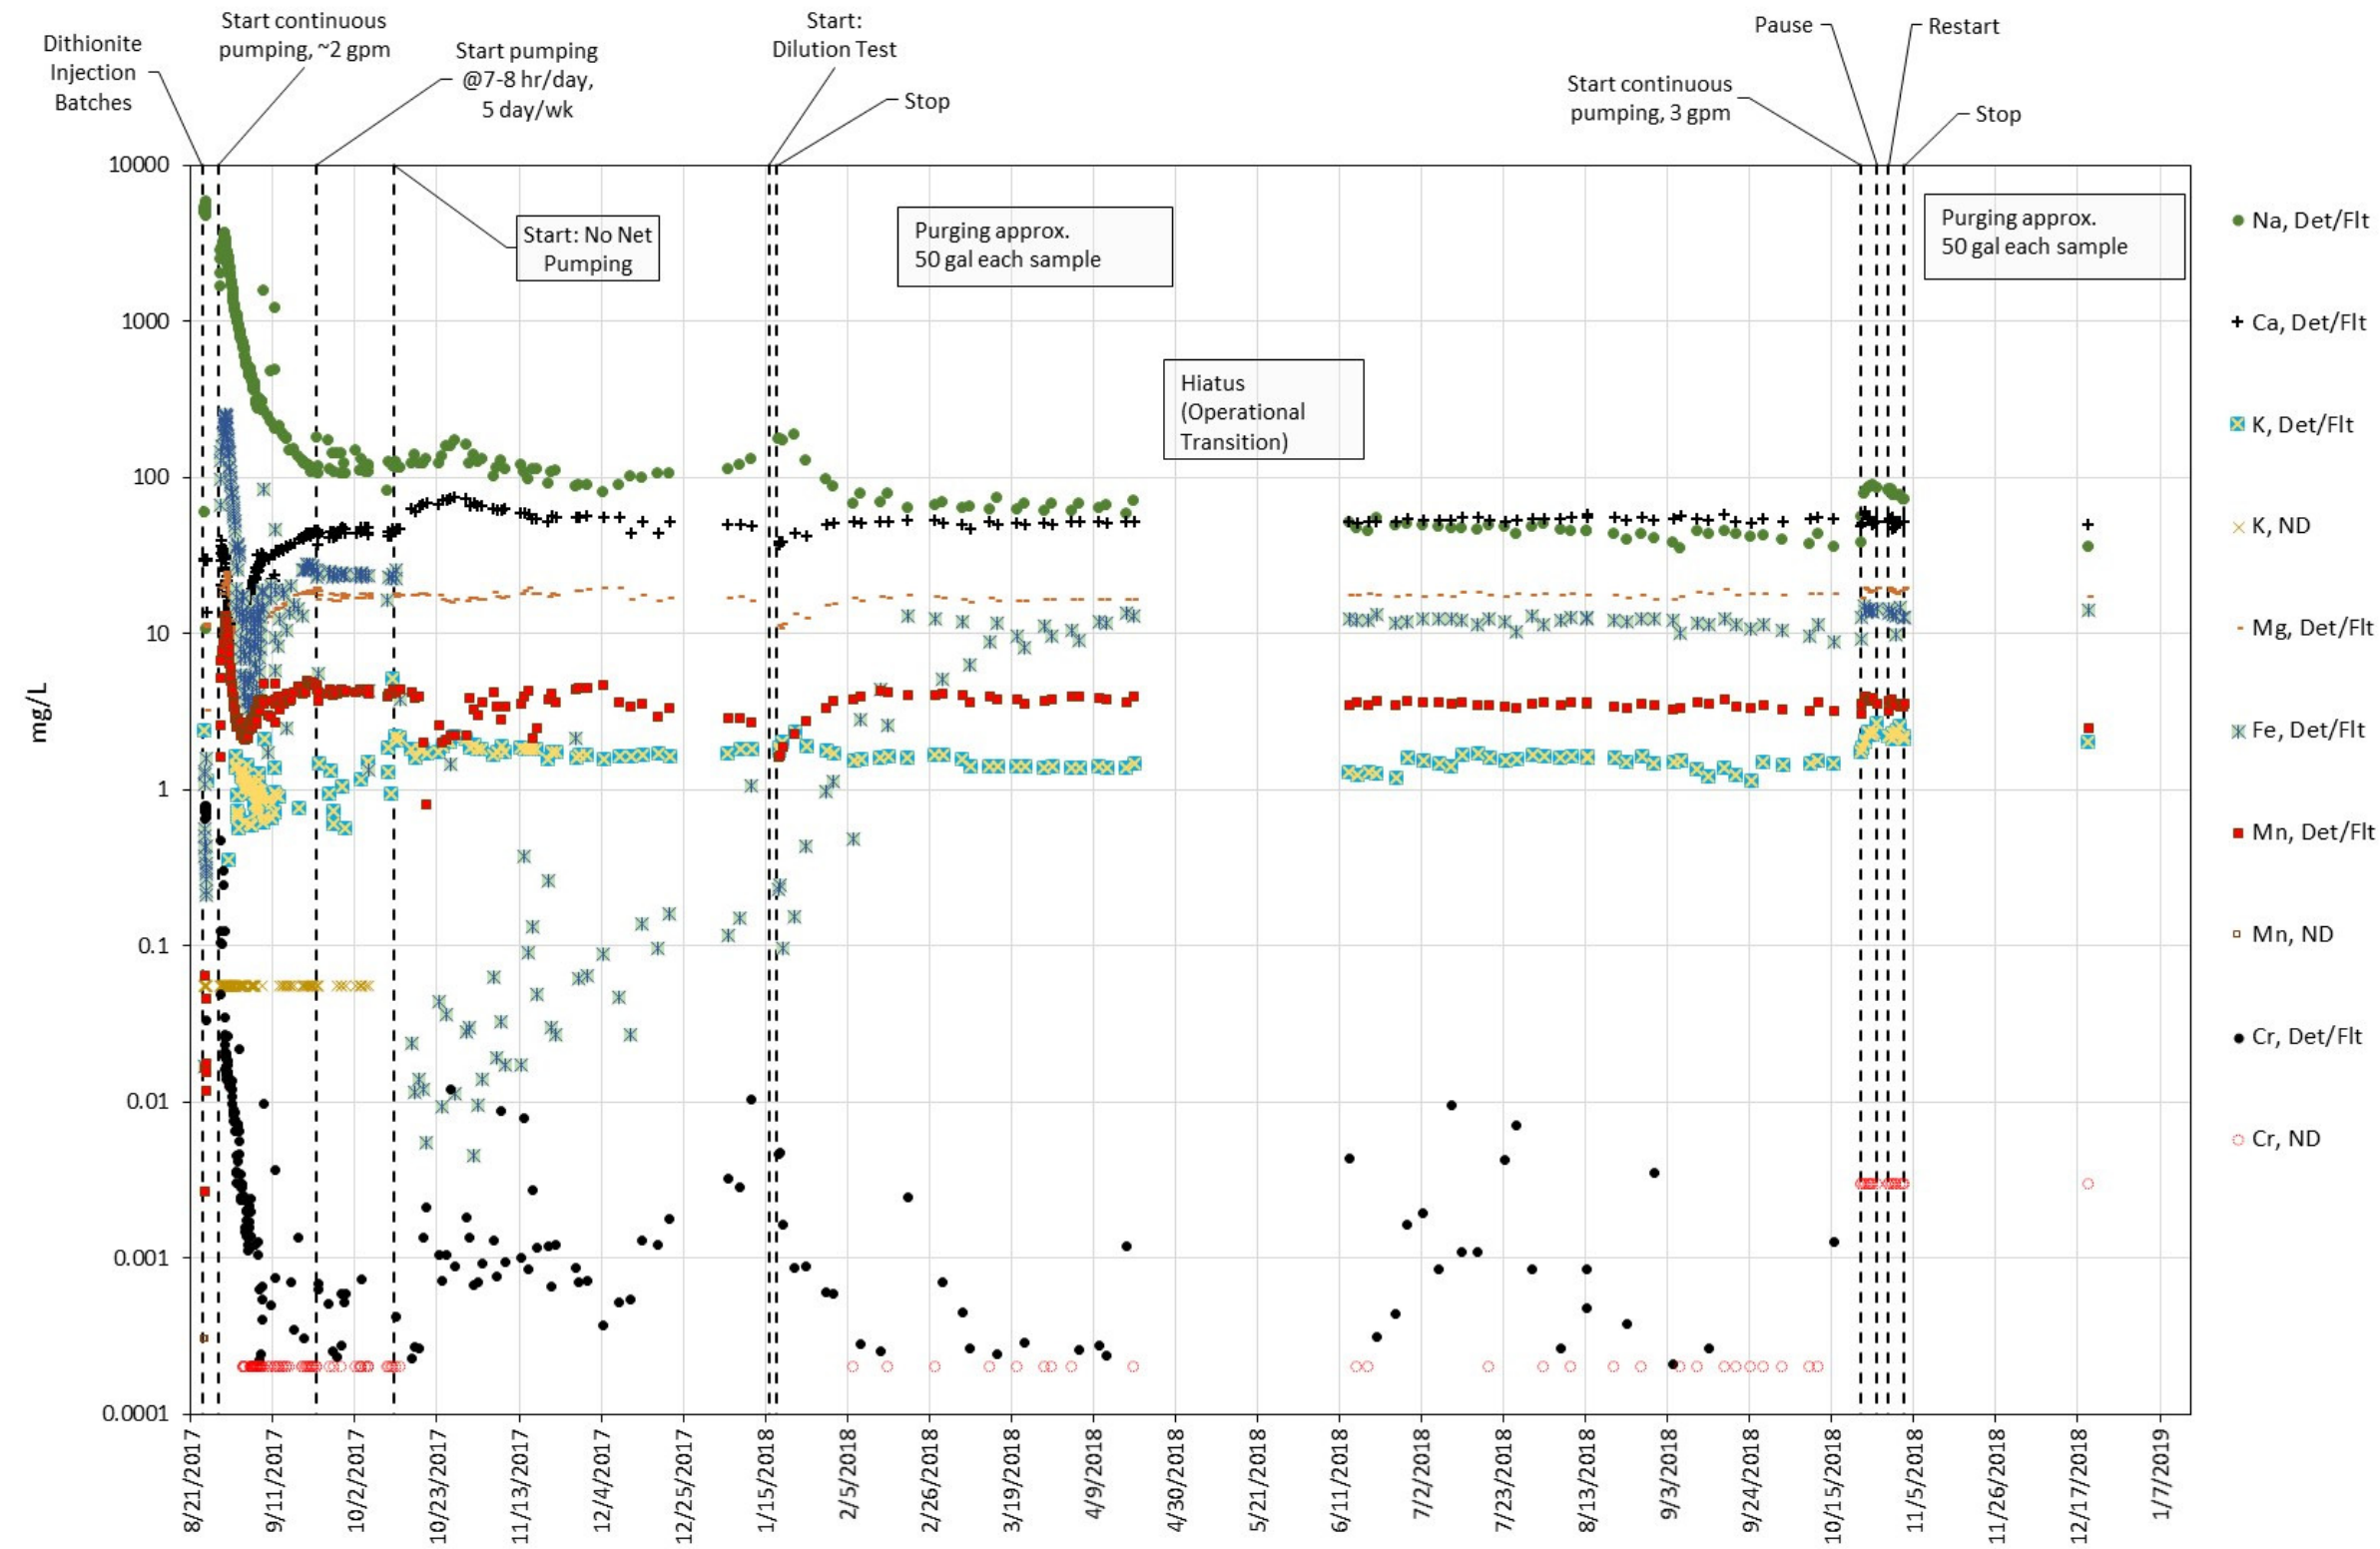 Start continuous
pumping, ~2 gpm
Dithionite
Injection
Batches
Start pumping
@7-8 hr/day,
5 day/wk
Start:
Dilution Test
Stop
Start continuous
pumping, 3 gpm
Pause
Restart
Stop
Start: No Net
Pumping
Purging approx.
50 gal each sample
Hiatus
(Operational
Transition)
Purging approx.
50 gal each sample
mg/L
10000
1000
100
10
1
0.1
0.01
0.001
0.0001
8/21/2017
9/11/2017
10/2/2017
10/23/2017
11/13/2017
12/4/2017
12/25/2017
1/15/2018
2/5/2018
2/26/2018
3/19/2018
4/9/2018
4/30/2018
5/21/2018
6/11/2018
7/2/2018
7/23/2018
8/13/2018
9/3/2018
9/24/2018
10/15/2018
11/5/2018
11/26/2018
12/17/2018
1/7/2019
Na, Det/Flt
Ca, Det/Flt
K, Det/Flt
K, ND
Mg, Det/Flt
Fe, Det/Flt
Mn, Det/Flt
Mn, ND
Cr, Det/Flt
Cr, ND